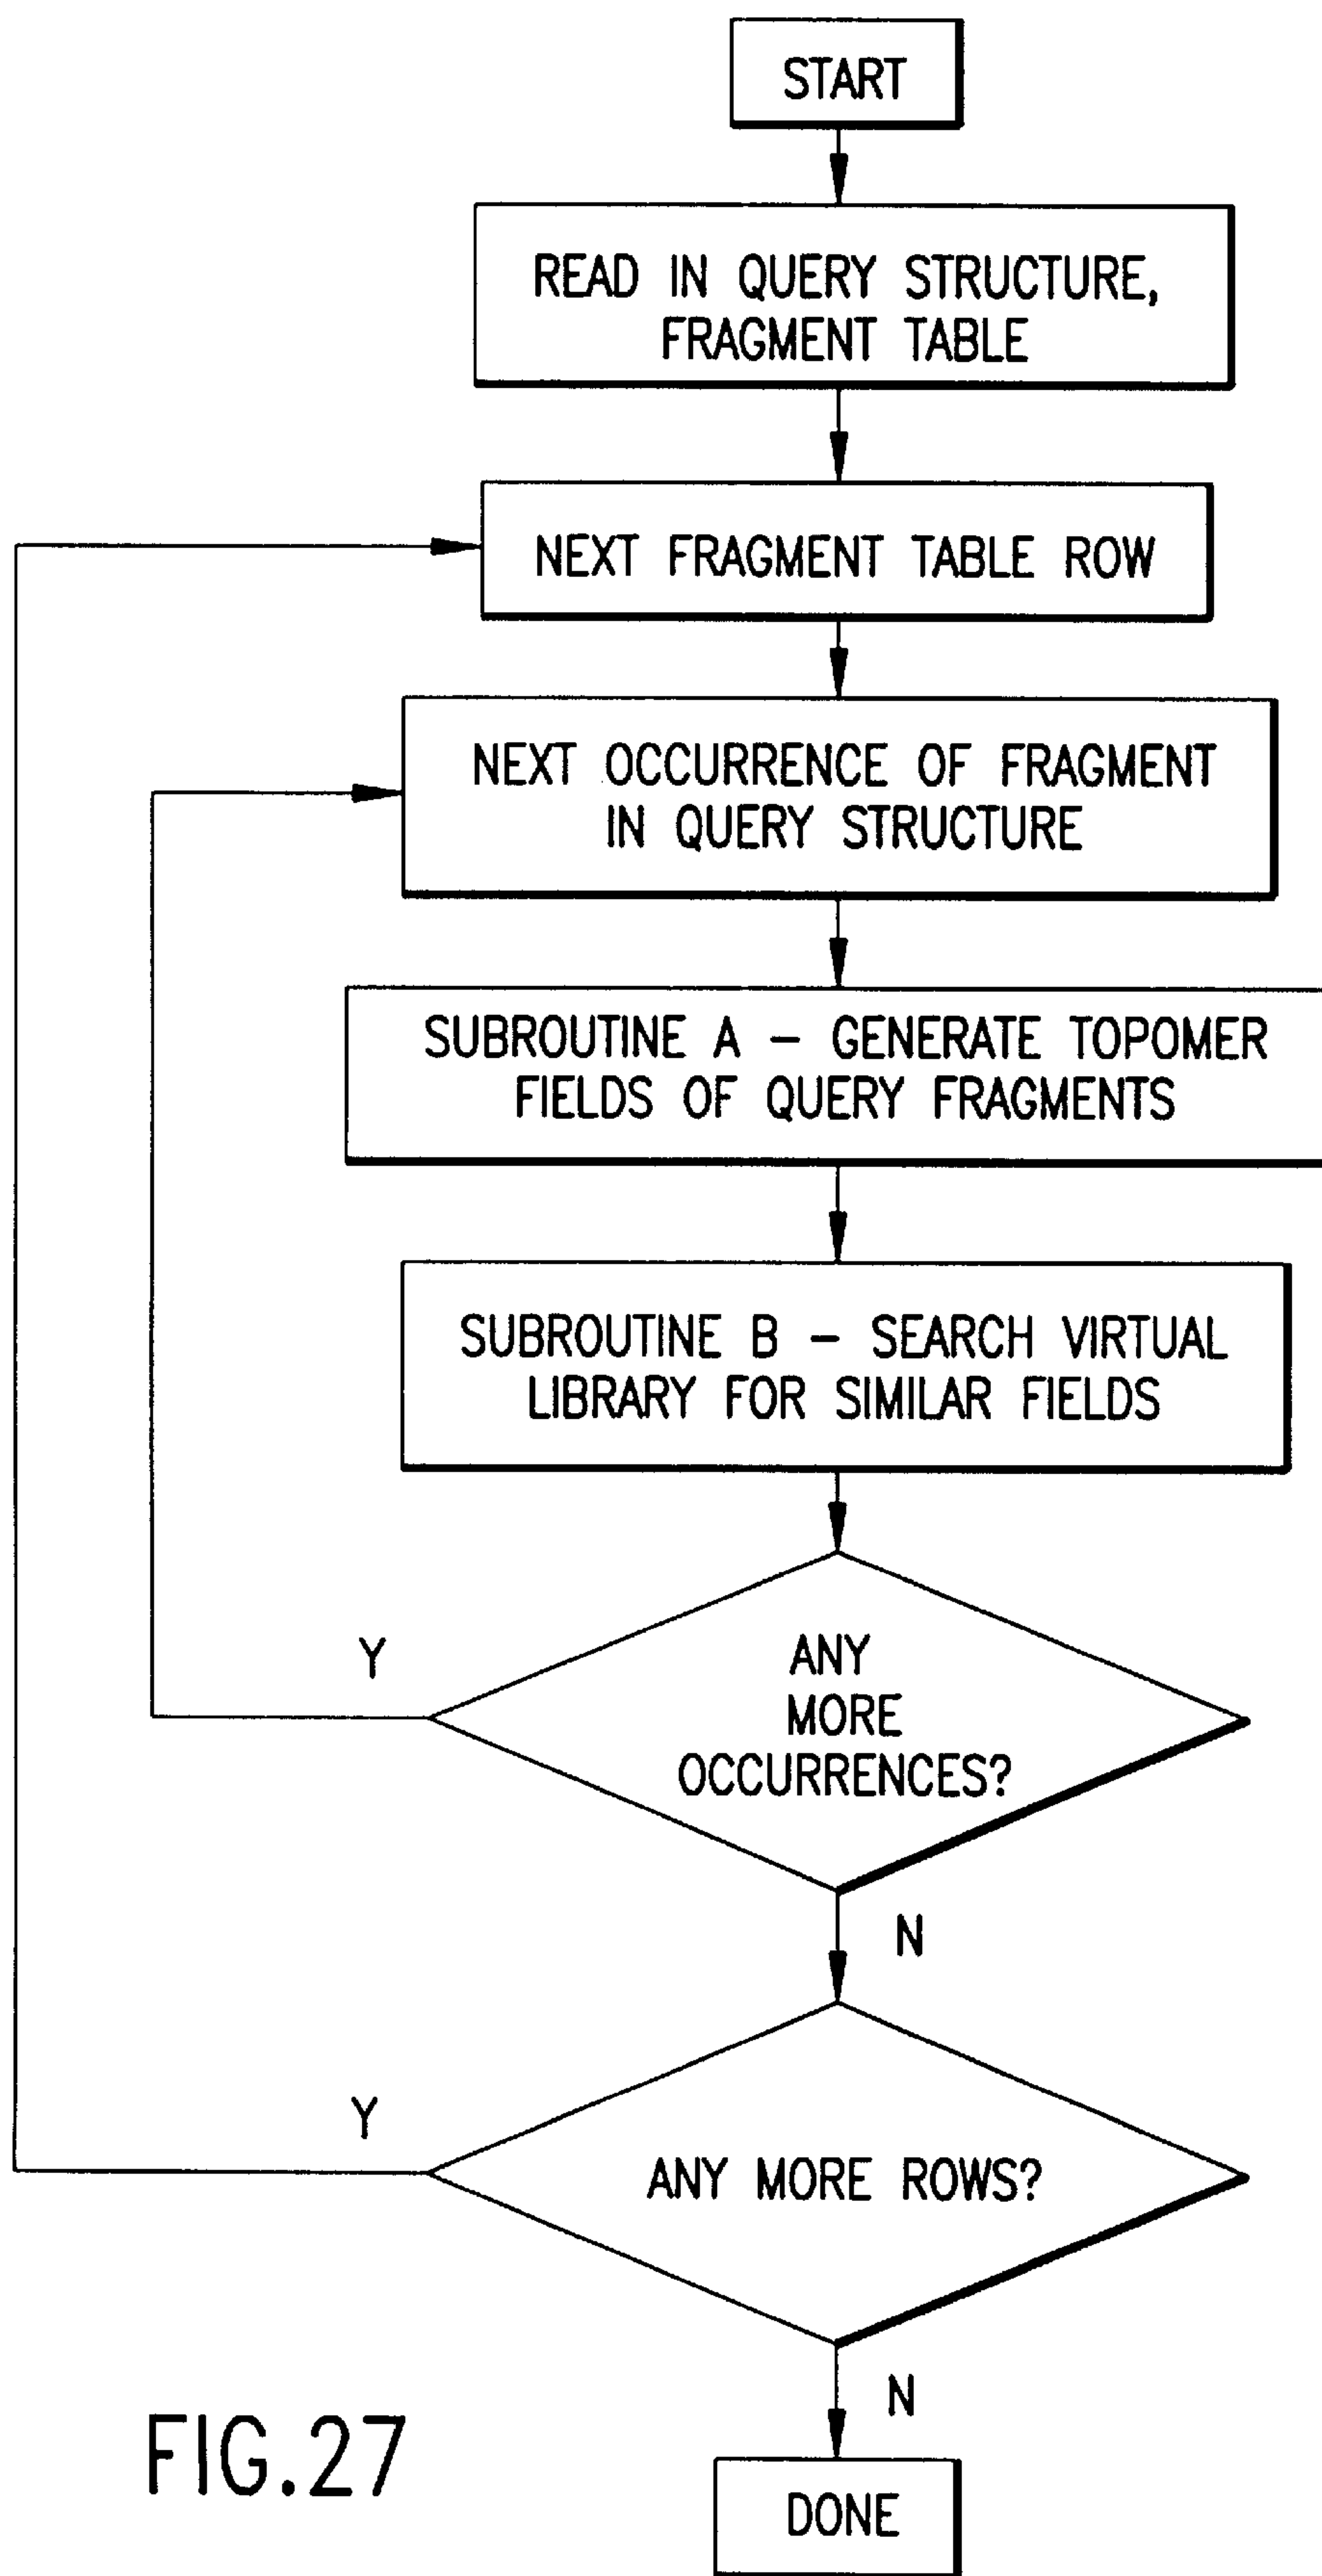 START
READ IN QUERY STRUCTURE,
FRAGMENT TABLE
NEXT FRAGMENT TABLE ROW
NEXT OCCURRENCE OF FRAGMENT
IN QUERY STRUCTURE
SUBROUTINE A – GENERATE TOPOMER
FIELDS OF QUERY FRAGMENTS
SUBROUTINE B – SEARCH VIRTUAL
LIBRARY FOR SIMILAR FIELDS
Y
ANY
MORE
OCCURRENCES?
N
Y
ANY MORE ROWS?
N
DONE
FIG.27